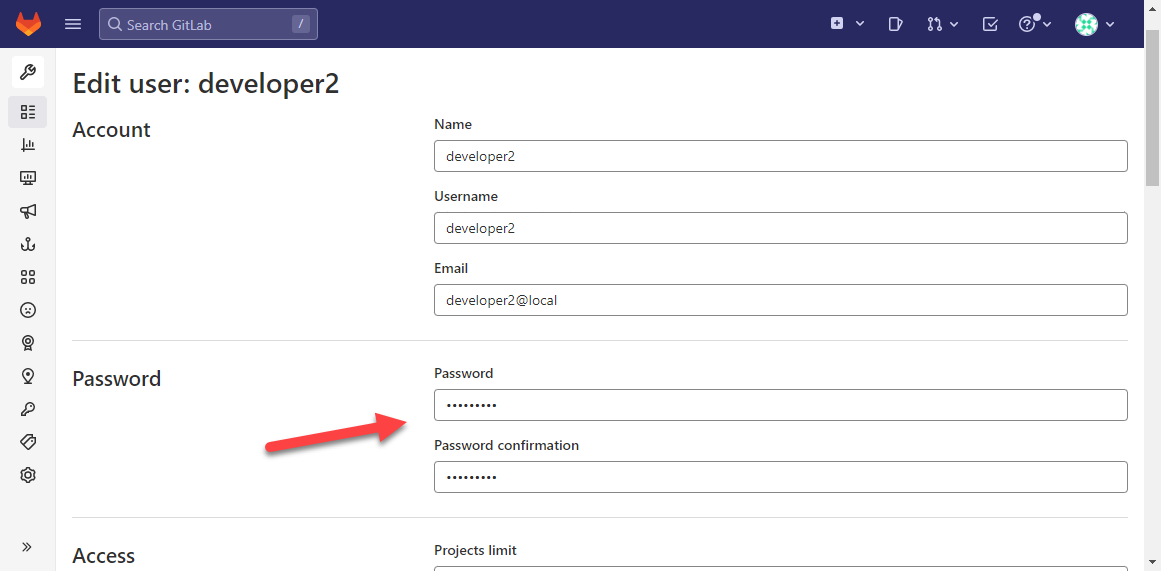 Search GitLab /
Edit user: developer2
Account
Name
developer2
Username
developer2
Email
developer2@local
Password
Password
•••••••••
Password confirmation
•••••••••
Access
Projects limit